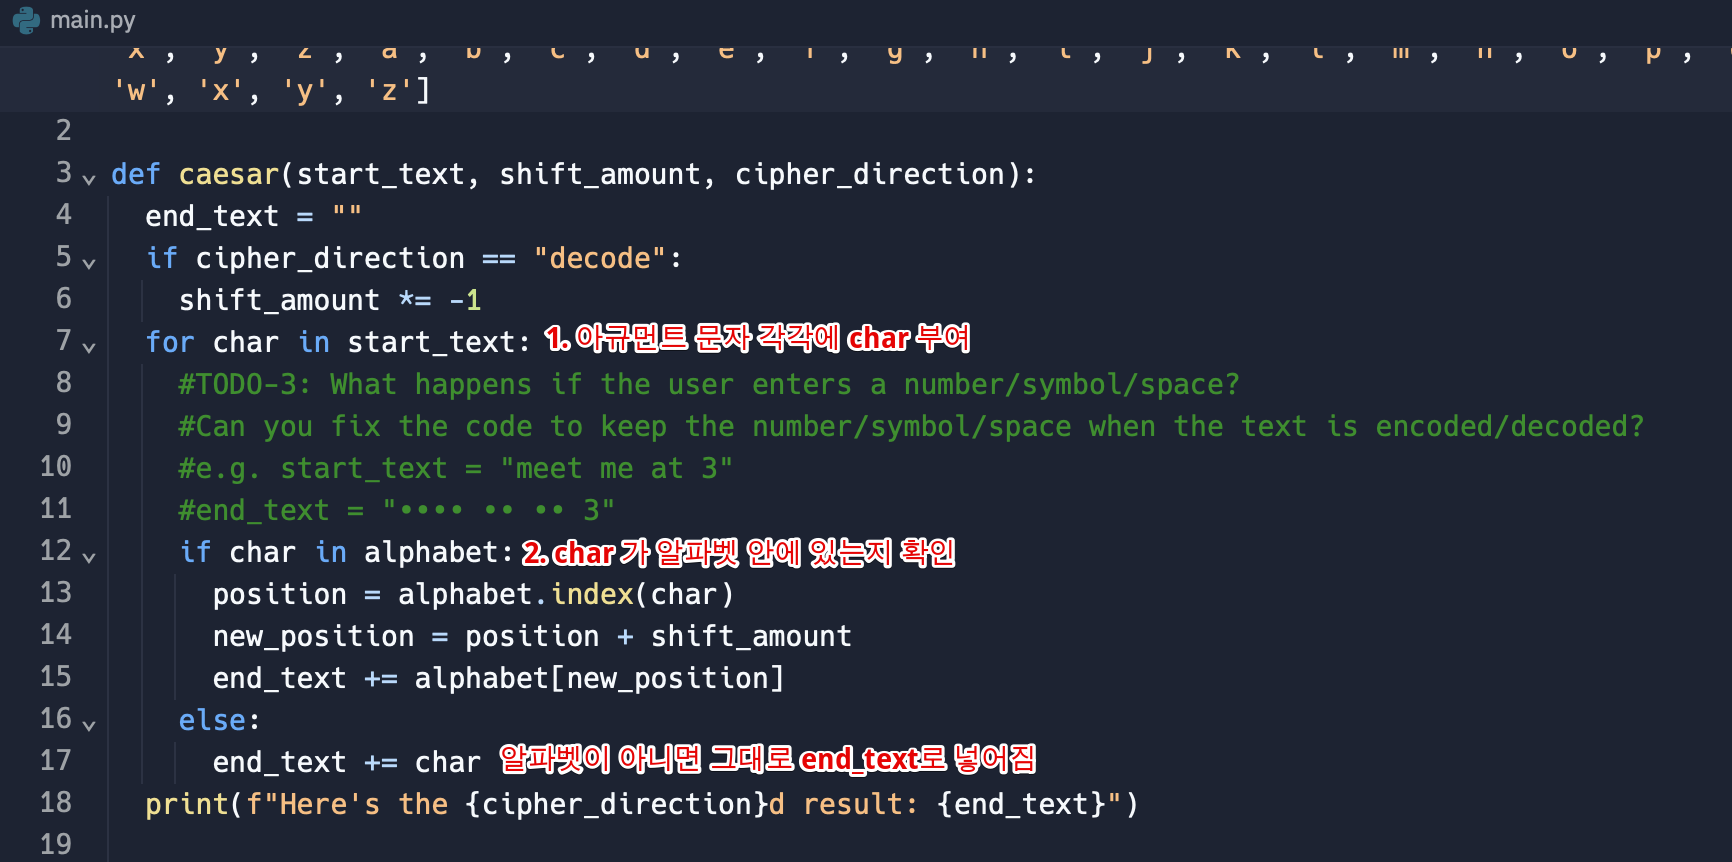 main.py
'x', 'y', 'z', 'a', 'b', 'c', 'd', 'e', 'f', 'g', 'h', 'i', 'j', 'k', 'l', 'm', 'n', 'o', 'p',
'w', 'x', 'y', 'z']
2
3 def caesar(start_text, shift_amount, cipher_direction):
4 end_text = ""
5 if cipher_direction == "decode":
6 shift_amount *= -1
7 for char in start_text: 1. 아규먼트 문자 각각에 char 부여
8 #TODO-3: What happens if the user enters a number/symbol/space?
9 #Can you fix the code to keep the number/symbol/space when the text is encoded/decoded?
10 #e.g. start_text = "meet me at 3"
11 #end_text = "•••• •• •• 3"
12 if char in alphabet: 2. char 가 알파벳 안에 있는지 확인
13 position = alphabet.index(char)
14 new_position = position + shift_amount
15 end_text += alphabet[new_position]
16 else:
17 end_text += char 알파벳이 아니면 그대로 end_text로 넣어짐
18 print(f"Here's the {cipher_direction}d result: {end_text}")
19